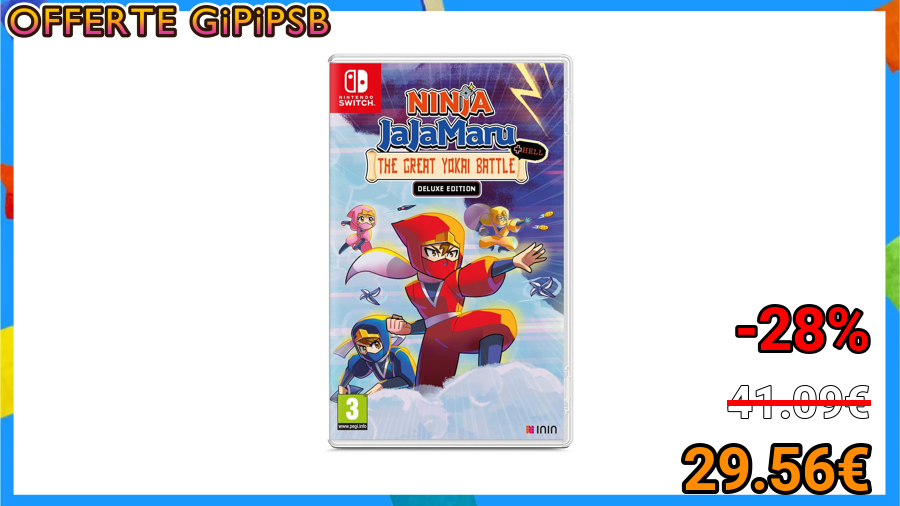 OFFERTE GiPiPSB
NINTENDO
SWITCH.
NINJA
JaJaMaru
+HELL
THE GREAT YOKAI BATTLE
DELUXE EDITION
3
www.pegi.info
ININ
-28%
41.09€
29.56€